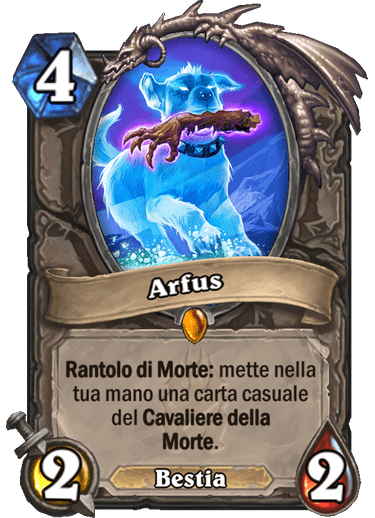 4
Arfus
Rantolo di Morte: mette nella
tua mano una carta casuale
del Cavaliere della
Morte.
2
Bestia
2